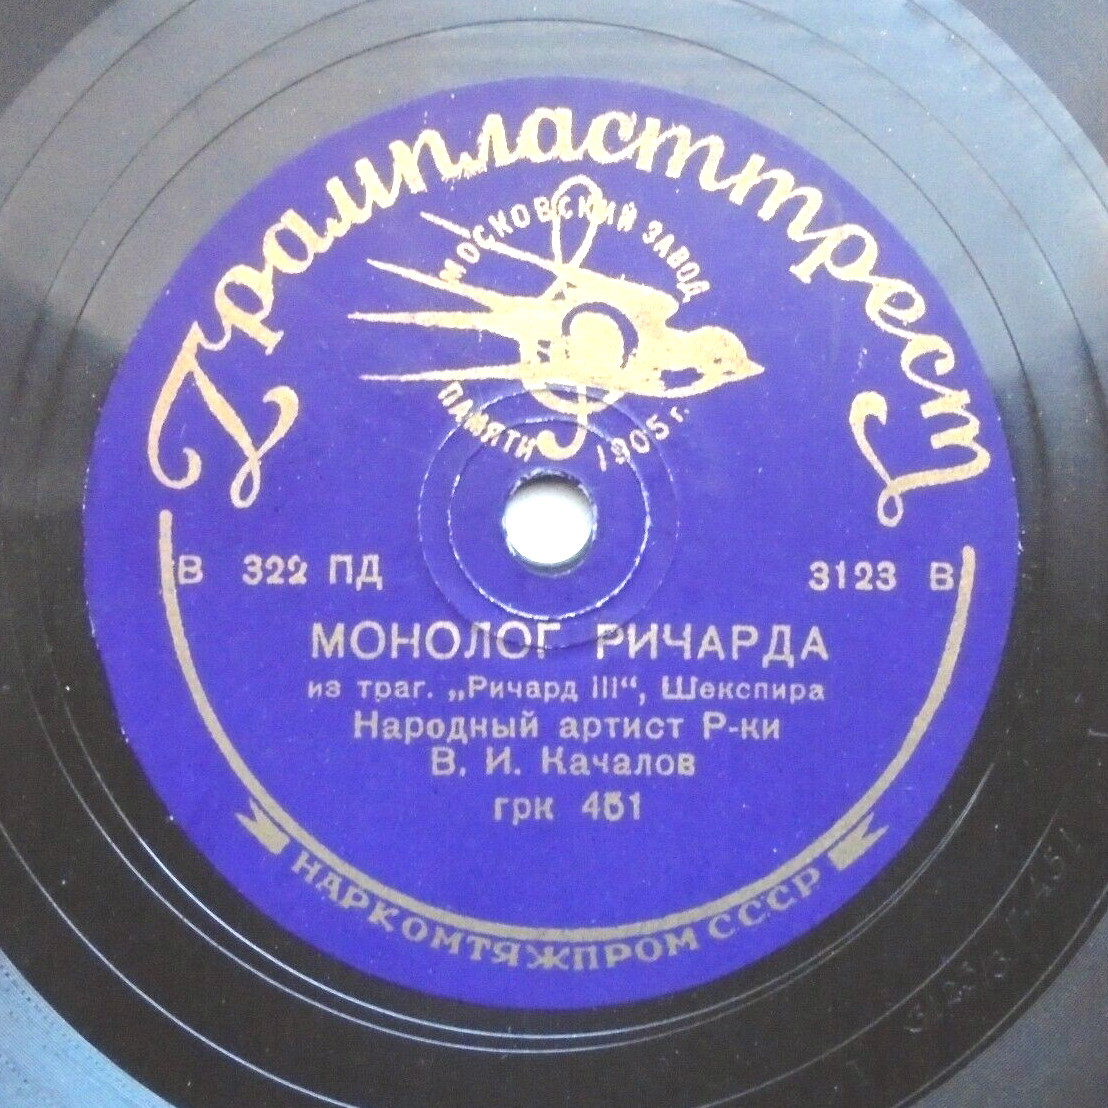 Грампласттрест
МОСКОВСКИЙ ЗАВОД
ПАМЯТИ 1905 г.
В 322 ПД
3123 В
МОНОЛОГ РИЧАРДА
из траг. „Ричард III“, Шекспира
Народный артист Р-ки
В. И. Качалов
грк 451
НАРКОМТЯЖПРОМ СССР